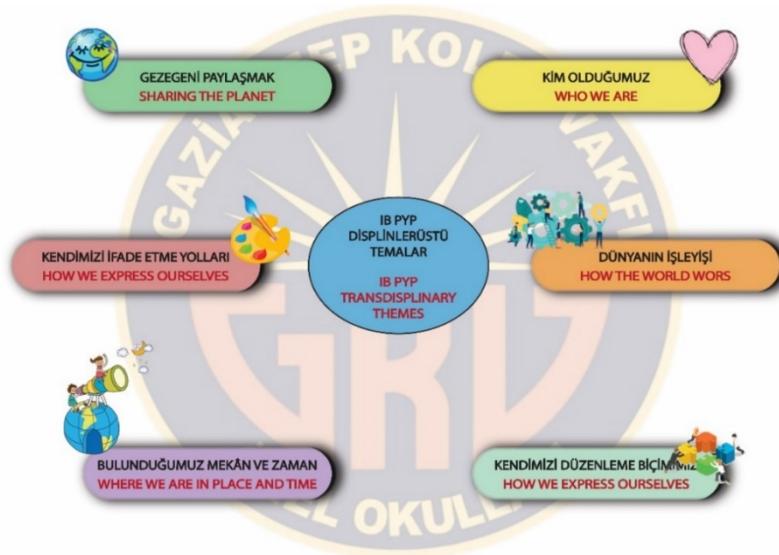 GEZEGENİ PAYLAŞMAK
SHARING THE PLANET
KİM OLDUĞUMUZ
WHO WE ARE
KENDİMİZİ İFADE ETME YOLLARI
HOW WE EXPRESS OURSELVES
IB PYP
DİSPLİNLERÜSTÜ
TEMALAR
IB PYP
TRANSDISPLINARY
THEMES
DÜNYANIN İŞLEYİŞİ
HOW THE WORLD WORS
BULUNDUĞUMUZ MEKÂN VE ZAMAN
WHERE WE ARE IN PLACE AND TIME
KENDİMİZİ DÜZENLEME BİÇİMİMİZ
HOW WE EXPRESS OURSELVES
GKV